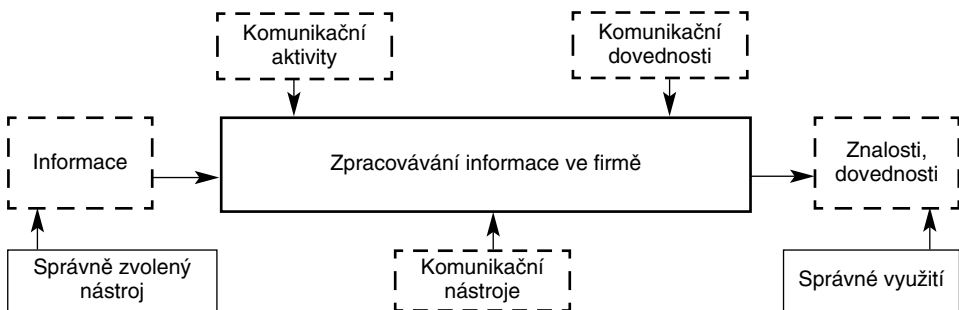 Komunikační
aktivity
Komunikační
dovednosti
Informace
Zpracovávání informace ve firmě
Znalosti,
dovednosti
Správně zvolený
nástroj
Komunikační
nástroje
Správné využití